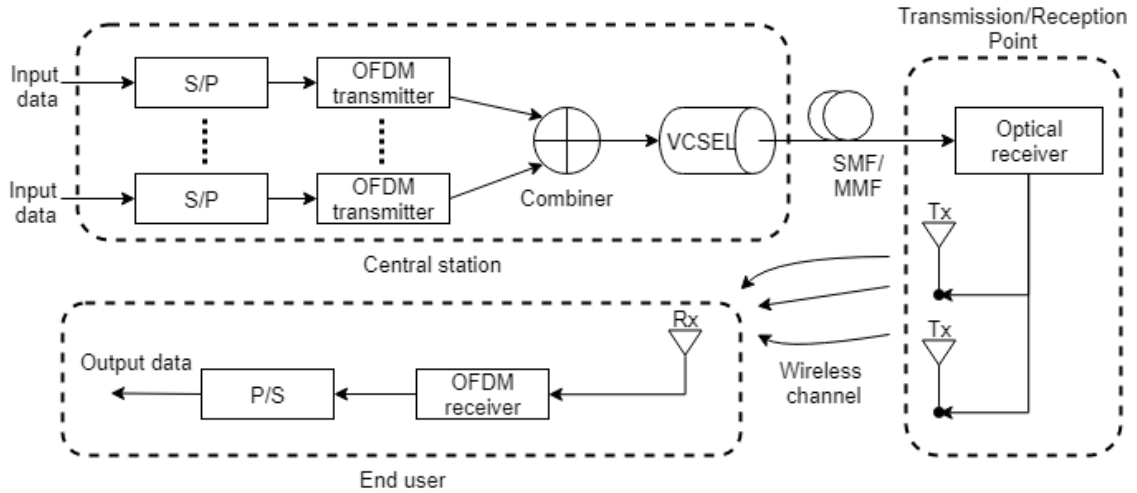 Transmission/Reception
Point
Input
data
S/P
OFDM
transmitter
VCSEL
Optical
receiver
SMF/
MMF
Input
data
S/P
OFDM
transmitter
Combiner
Central station
Tx
Tx
Wireless
channel
Rx
Output data
P/S
OFDM
receiver
End user